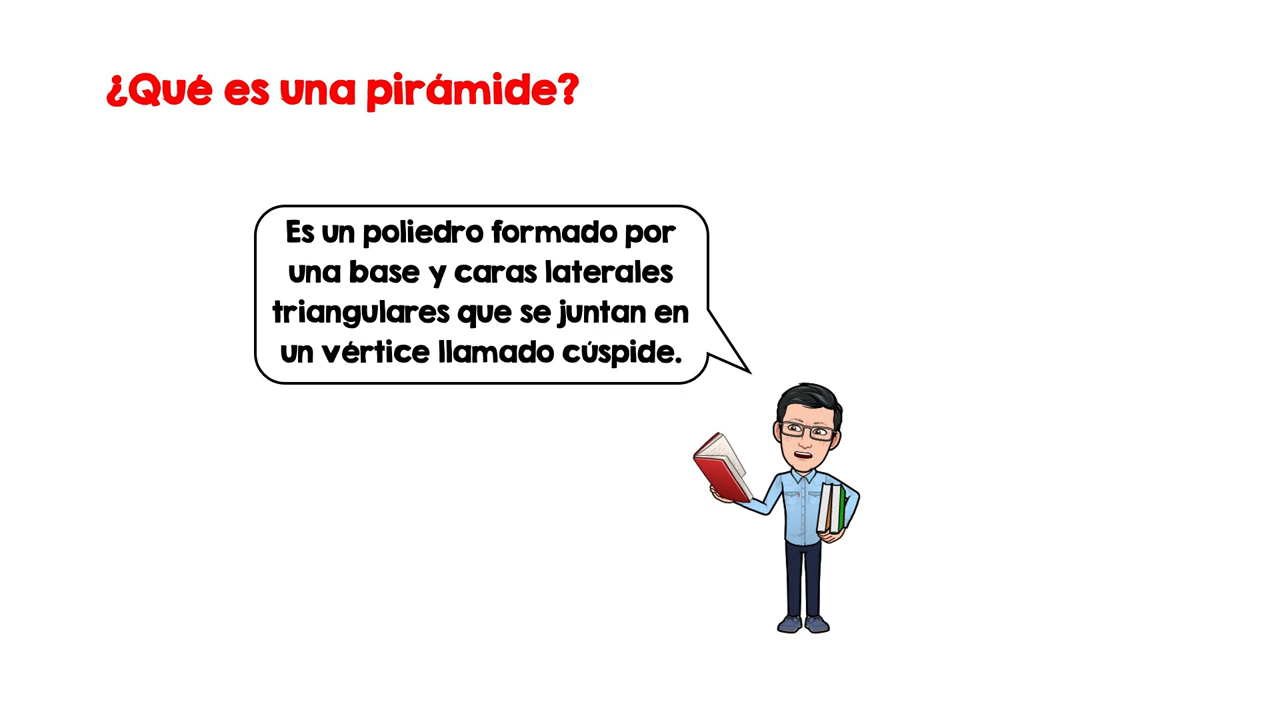 ¿Qué es una pirámide?
Es un poliedro formado por
una base y caras laterales
triangulares que se juntan en
un vértice llamado cúspide.